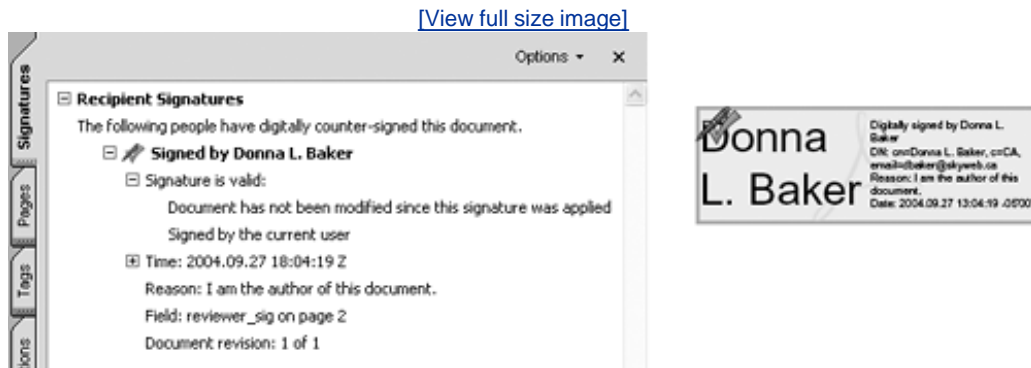 [View full size image]
Options
Signatures
Pages
Tags
Recipient Signatures
The following people have digitally counter-signed this document.
Signed by Donna L. Baker
Signature is valid:
Document has not been modified since this signature was applied
Signed by the current user
Time: 2004.09.27 18:04:19 Z
Reason: I am the author of this document.
Field: reviewer_sig on page 2
Document revision: 1 of 1
Donna
L. Baker
Digitally signed by Donna L.
Baker
DN: cn=Donna L. Baker, c=CA,
email=dbaker@skyweb.ca
Reason: I am the author of this
document.
Date: 2004.09.27 13:04:19 -05'00'